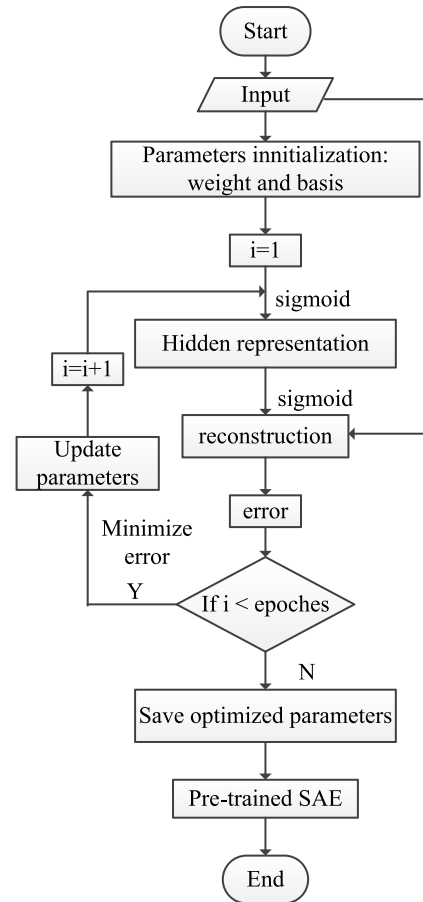 Start
Input
Parameters innitialization:
weight and basis
i=1
sigmoid
Hidden representation
i=i+1
sigmoid
reconstruction
Update
parameters
error
Minimize
error
Y
If i < epoches
N
Save optimized parameters
Pre-trained SAE
End